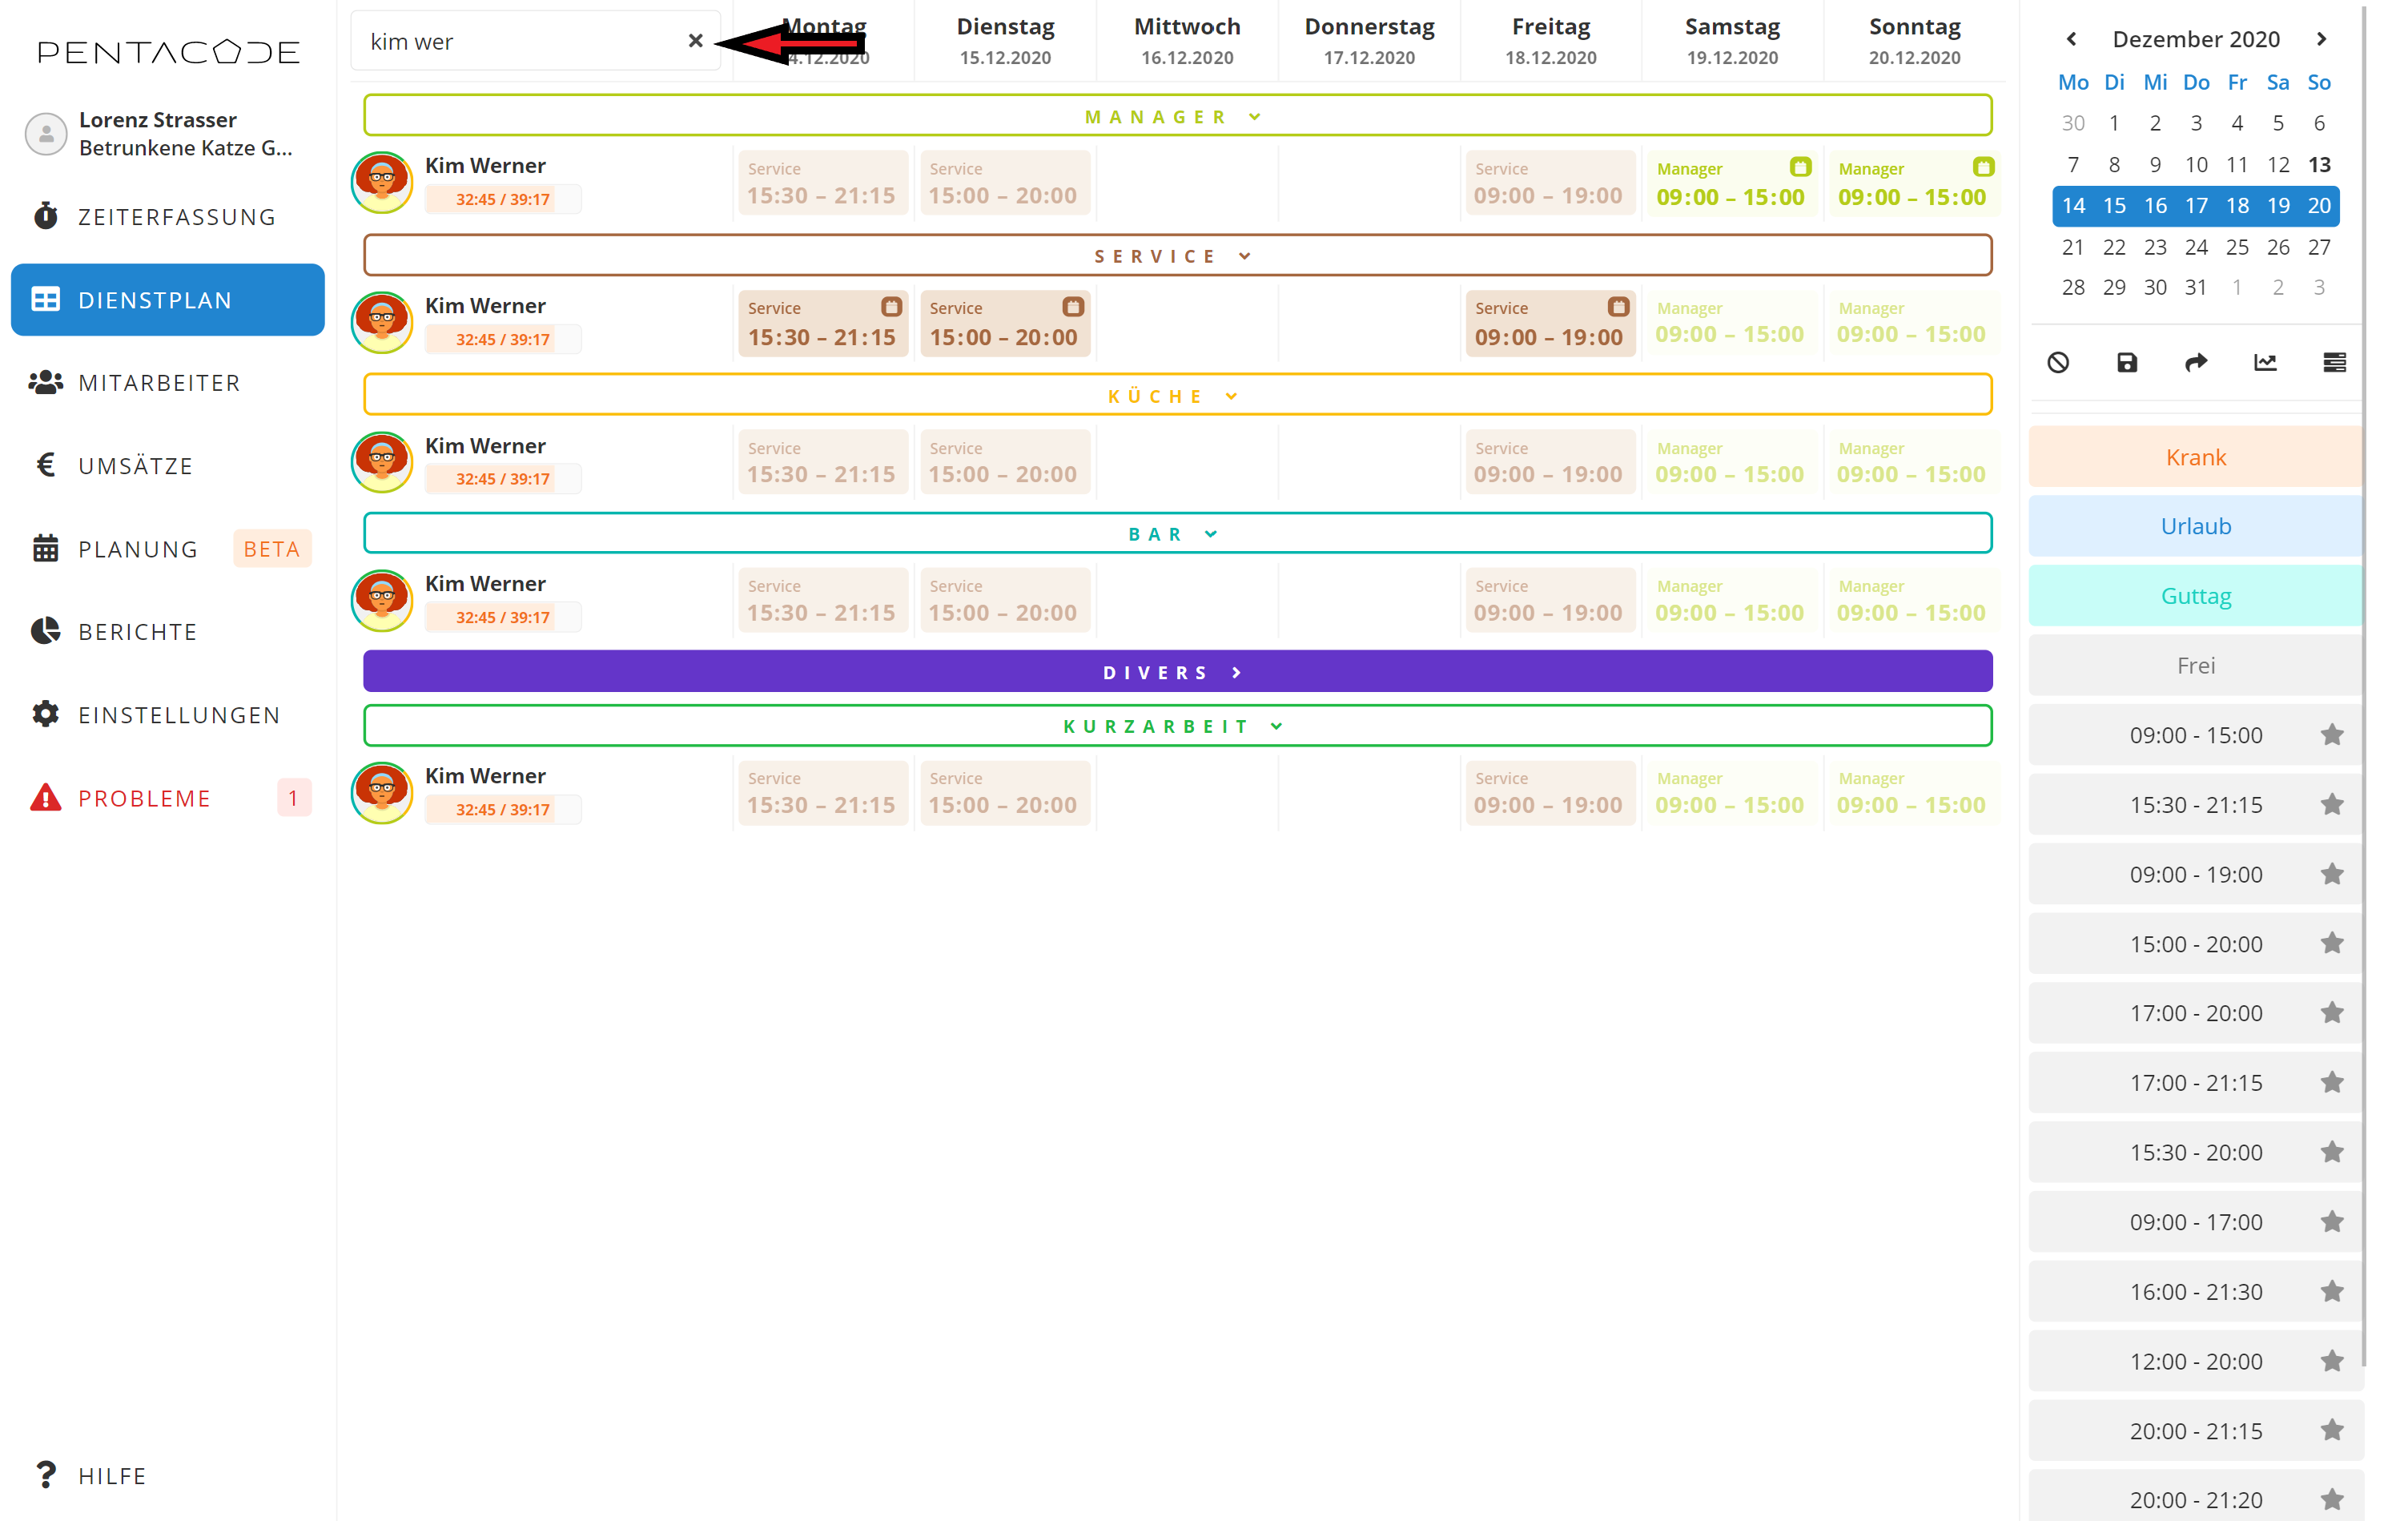 PENTACODE
Lorenz Strasser
Betrunkene Katze G...
ZEITERFASSUNG
DIENSTPLAN
MITARBEITER
UMSÄTZE
PLANUNG BETA
BERICHTE
EINSTELLUNGEN
PROBLEME 1
HILFE
kim wer
Montag Dienstag Mittwoch Donnerstag Freitag Samstag Sonntag
4.12.2020 15.12.2020 16.12.2020 17.12.2020 18.12.2020 19.12.2020 20.12.2020
MANAGER
Kim Werner
32:45 / 39:17
Service Service Service Manager Manager
15:30 – 21:15 15:00 – 20:00 09:00 – 19:00 09:00 – 15:00 09:00 – 15:00
SERVICE
Kim Werner
32:45 / 39:17
Service Service Service Manager Manager
15:30 – 21:15 15:00 – 20:00 09:00 – 19:00 09:00 – 15:00 09:00 – 15:00
KÜCHE
Kim Werner
32:45 / 39:17
Service Service Service Manager Manager
15:30 – 21:15 15:00 – 20:00 09:00 – 19:00 09:00 – 15:00 09:00 – 15:00
BAR
Kim Werner
32:45 / 39:17
Service Service Service Manager Manager
15:30 – 21:15 15:00 – 20:00 09:00 – 19:00 09:00 – 15:00 09:00 – 15:00
DIVERS
KURZARBEIT
Kim Werner
32:45 / 39:17
Service Service Service Manager Manager
15:30 – 21:15 15:00 – 20:00 09:00 – 19:00 09:00 – 15:00 09:00 – 15:00
Dezember 2020
Mo Di Mi Do Fr Sa So
30 1 2 3 4 5 6
7 8 9 10 11 12 13
14 15 16 17 18 19 20
21 22 23 24 25 26 27
28 29 30 31 1 2 3
Krank
Urlaub
Guttag
Frei
09:00 - 15:00
15:30 - 21:15
09:00 - 19:00
15:00 - 20:00
17:00 - 20:00
17:00 - 21:15
15:30 - 20:00
09:00 - 17:00
16:00 - 21:30
12:00 - 20:00
20:00 - 21:15
20:00 - 21:20